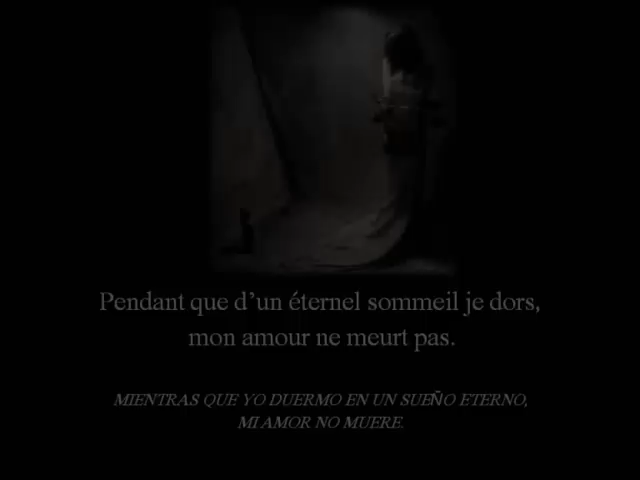 Pendant que d'un éternel sommeil je dors,
mon amour ne meurt pas.
MIENTRAS QUE YO DUERMO EN UN SUEÑO ETERNO,
MI AMOR NO MUERE.